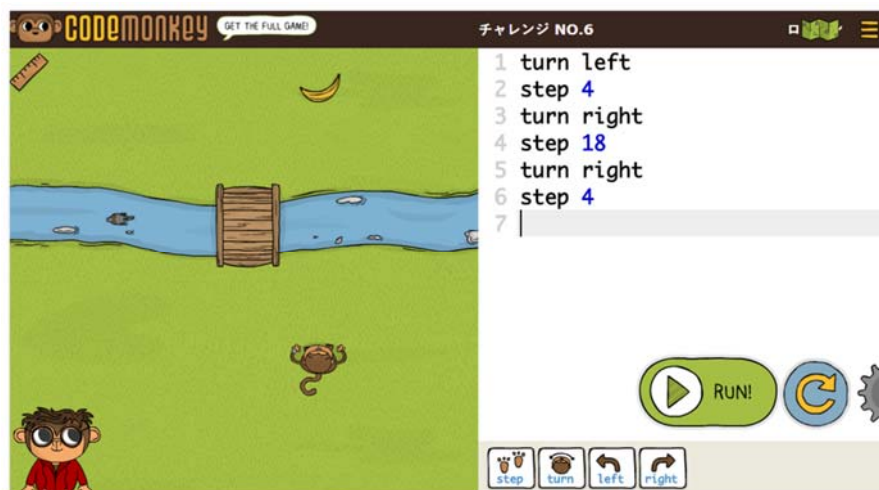 CODEMONKEY
GET THE FULL GAME!
チャレンジ NO.6
1 turn left
2 step 4
3 turn right
4 step 18
5 turn right
6 step 4
7
RUN!
step turn left right